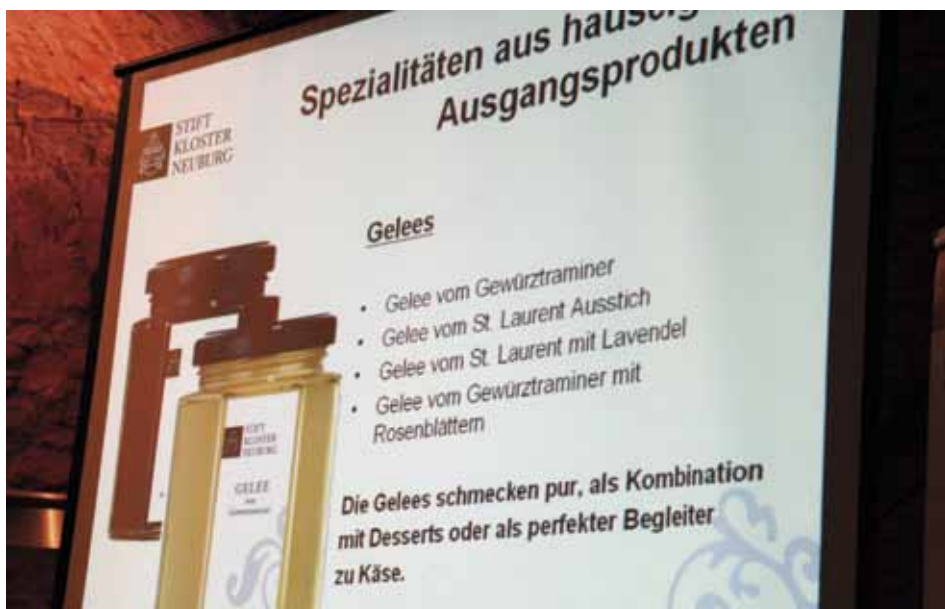 Spezialitäten aus
Ausgangsprodukten
STIFT
KLOSTER
NEUBURG
Gelees
• Gelee vom Gewürztraminer
• Gelee vom St. Laurent Ausstich
• Gelee vom St. Laurent mit Lavendel
• Gelee vom Gewürztraminer mit
Rosenblättern
STIFT
KLOSTER
NEUBURG
GELEE
Die Gelees schmecken pur, als Kombination
mit Desserts oder als perfekter Begleiter
zu Käse.